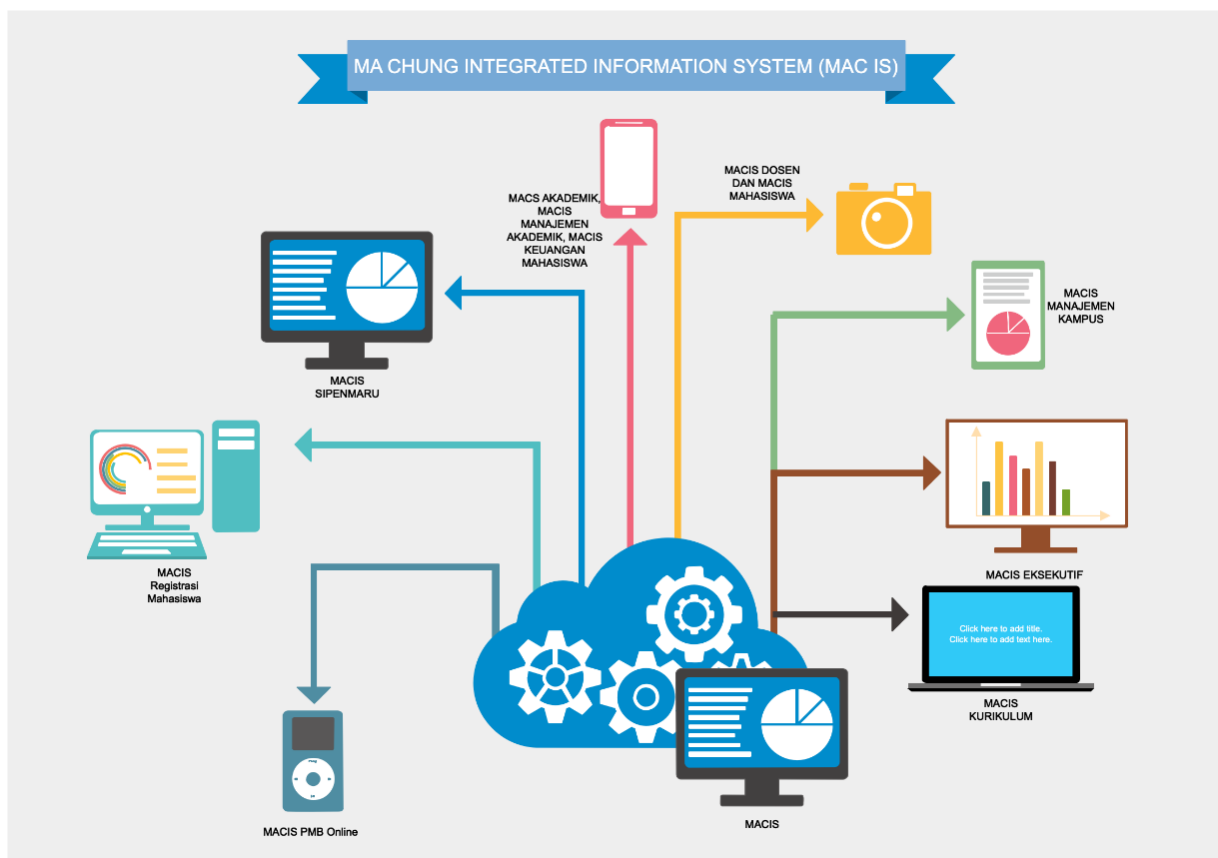 MA CHUNG INTEGRATED INFORMATION SYSTEM (MAC IS)
MACIS DOSEN
DAN MACIS
MAHASISWA
MACS AKADEMIK,
MACIS
MANAJEMEN
AKADEMIK, MACIS
KEUANGAN
MAHASISWA
MACIS
MANAJEMEN
KAMPUS
MACIS
SIPENMARU
MACIS
Registrasi
Mahasiswa
MACIS EKSEKUTIF
Click here to add title.
Click here to add text here.
MACIS
KURIKULUM
MACIS
MACIS PMB Online